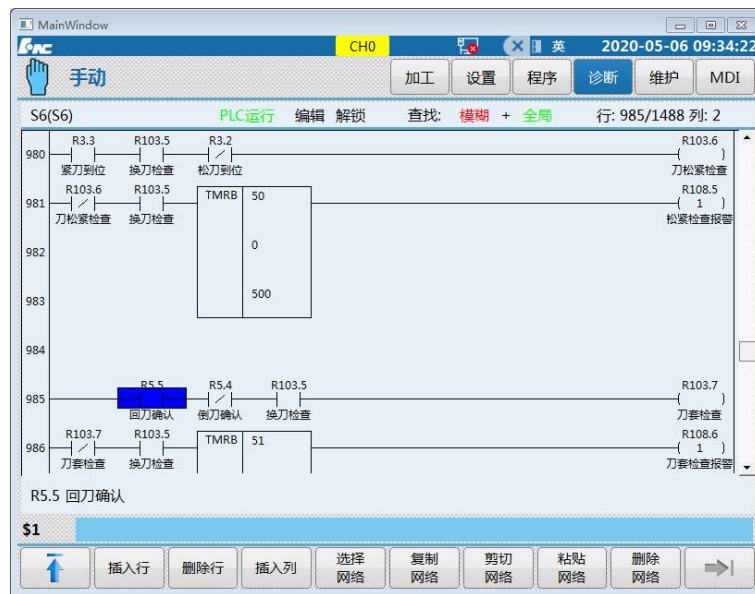 MainWindow
CH0 英 2020-05-06 09:34:22
手动 加工 设置 程序 诊断 维护 MDI
S6(S6) PLC运行 编辑 解锁 查找: 模糊 + 全局 行: 985/1488 列: 2
R3.3 R103.5 R3.2 R103.6
980
紧刀到位 换刀检查 松刀到位 刀松紧检查
R103.6 R103.5 TMRB 50 R108.5
981 1
刀松紧检查 换刀检查 松紧检查报警
982 0
983 500
984
R5.5 R5.4 R103.5 R103.7
985
回刀确认 倒刀确认 换刀检查 刀套检查
R103.7 R103.5 TMRB 51 R108.6
986 1
刀套检查 换刀检查 刀套检查报警
R5.5 回刀确认
$1
插入行 删除行 插入列 选择 复制 剪切 粘贴 删除
网络 网络 网络 网络 网络